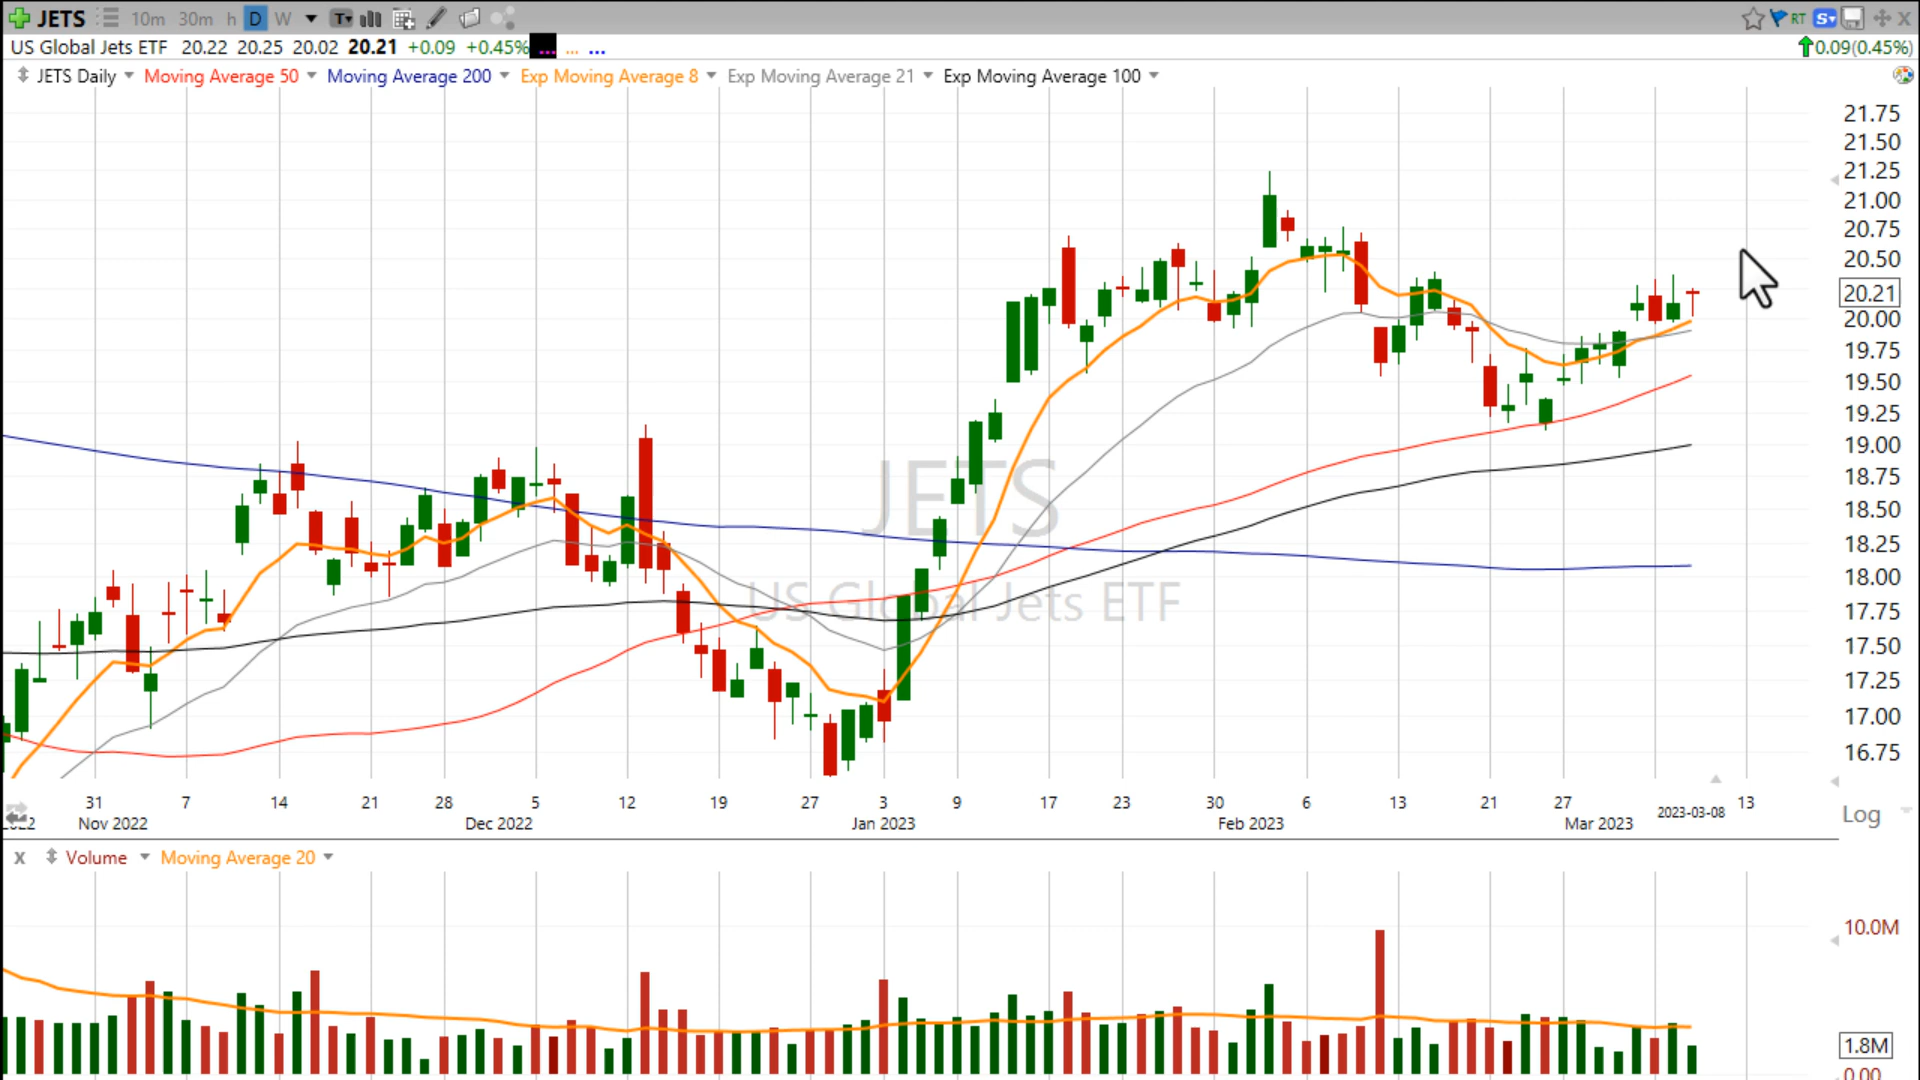 JETS 10m 30m h D W T RT S
US Global Jets ETF 20.22 20.25 20.02 20.21 +0.09 +0.45% ... ... ... 0.09(0.45%)
JETS Daily Moving Average 50 Moving Average 200 Exp Moving Average 8 Exp Moving Average 21 Exp Moving Average 100
21.75
21.50
21.25
21.00
20.75
20.50
20.21
20.00
19.75
19.50
19.25
19.00
18.75
18.50
18.25
18.00
17.75
17.50
17.25
17.00
16.75
JETS
US Global Jets ETF
31 7 14 21 28 5 12 19 27 3 9 17 23 30 6 13 21 27 2023-03-08 13
Nov 2022 Dec 2022 Jan 2023 Feb 2023 Mar 2023
Log
x Volume Moving Average 20
10.0M
1.8M
0.00